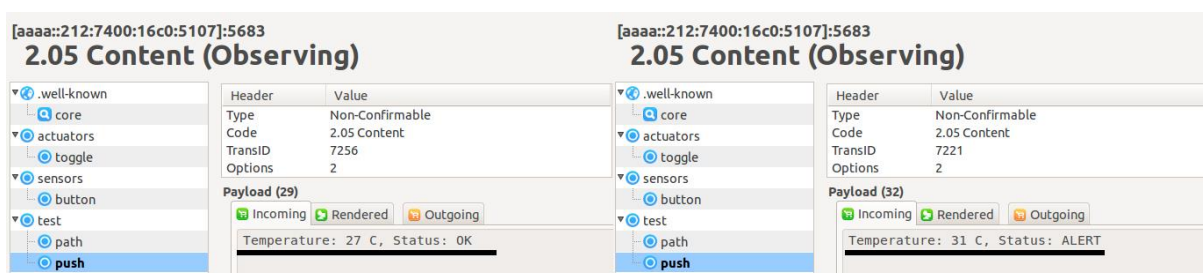 [aaaa::212:7400:16c0:5107]:5683
2.05 Content (Observing)
.well-known
core
actuators
toggle
sensors
button
test
path
push
Header Value
Type Non-Confirmable
Code 2.05 Content
TransID 7256
Options 2
Payload (29)
Incoming Rendered Outgoing
Temperature: 27 C, Status: OK
[aaaa::212:7400:16c0:5107]:5683
2.05 Content (Observing)
.well-known
core
actuators
toggle
sensors
button
test
path
push
Header Value
Type Non-Confirmable
Code 2.05 Content
TransID 7221
Options 2
Payload (32)
Incoming Rendered Outgoing
Temperature: 31 C, Status: ALERT